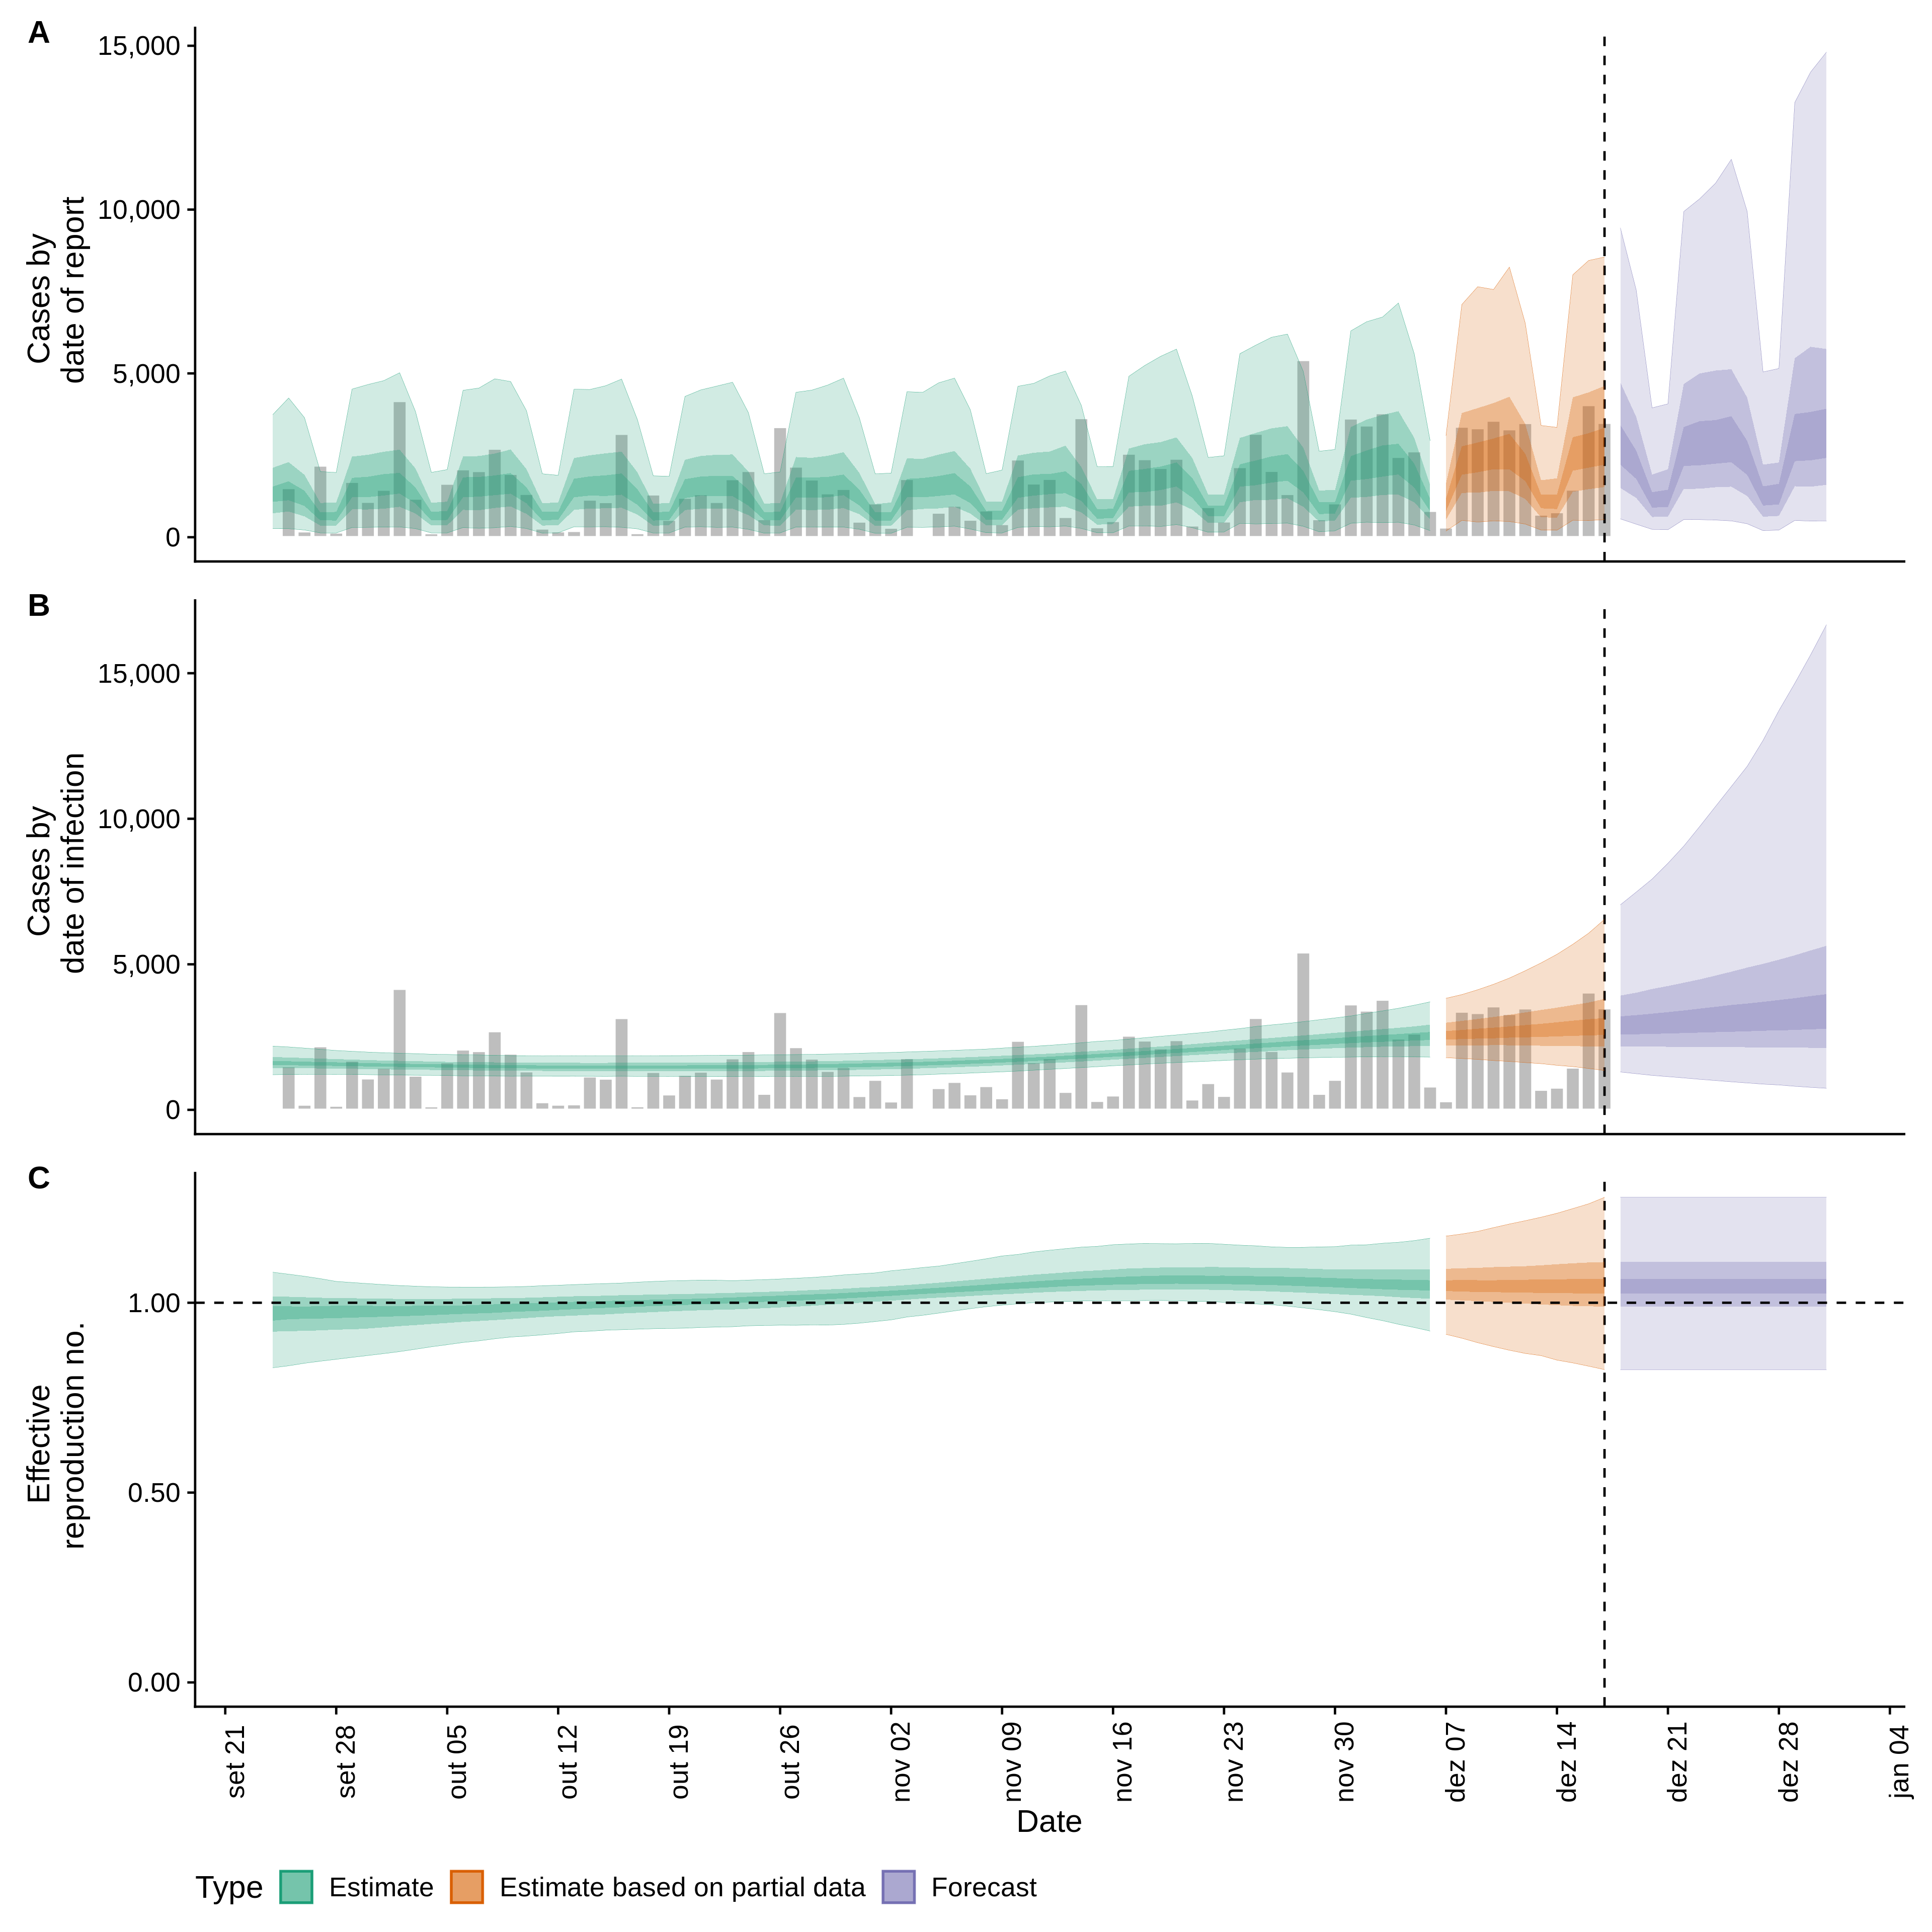 A
15,000
10,000
5,000
0
Cases by
date of report
B
15,000
10,000
5,000
0
Cases by
date of infection
C
1.00
0.50
0.00
Effective
reproduction no.
set 21
set 28
out 05
out 12
out 19
out 26
nov 02
nov 09
nov 16
nov 23
nov 30
dez 07
dez 14
dez 21
dez 28
jan 04
Date
Type
Estimate
Estimate based on partial data
Forecast